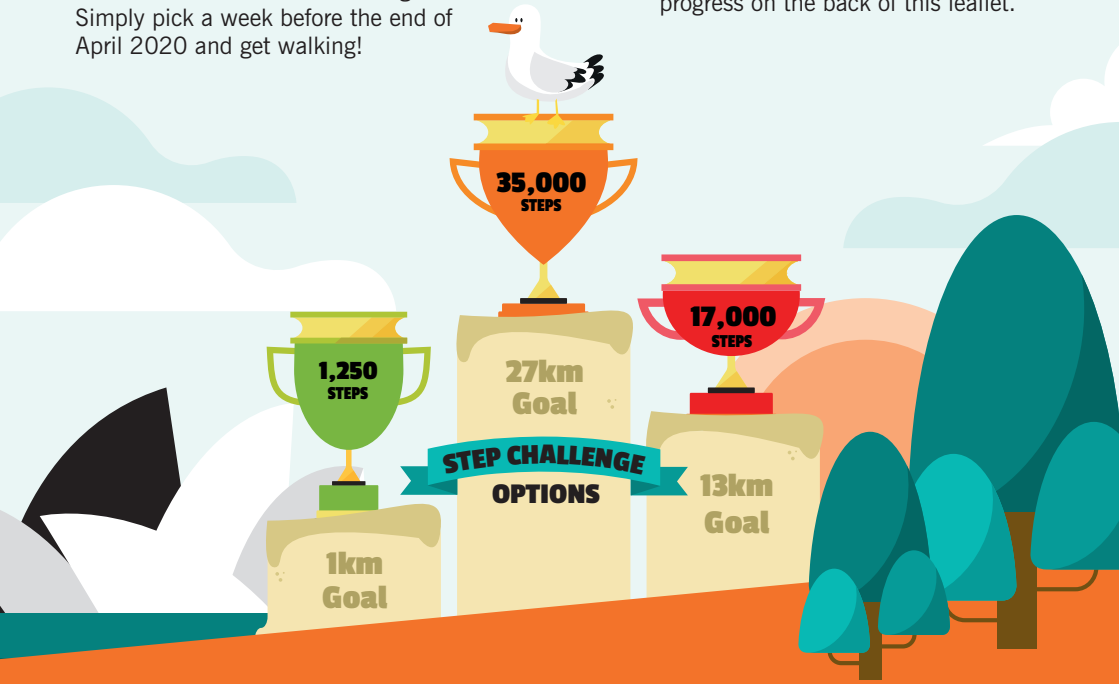 Simply pick a week before the end of
April 2020 and get walking!
progress on the back of this leaflet.
35,000
STEPS
17,000
STEPS
1,250
STEPS
27km
Goal
STEP CHALLENGE
OPTIONS
13km
Goal
1km
Goal